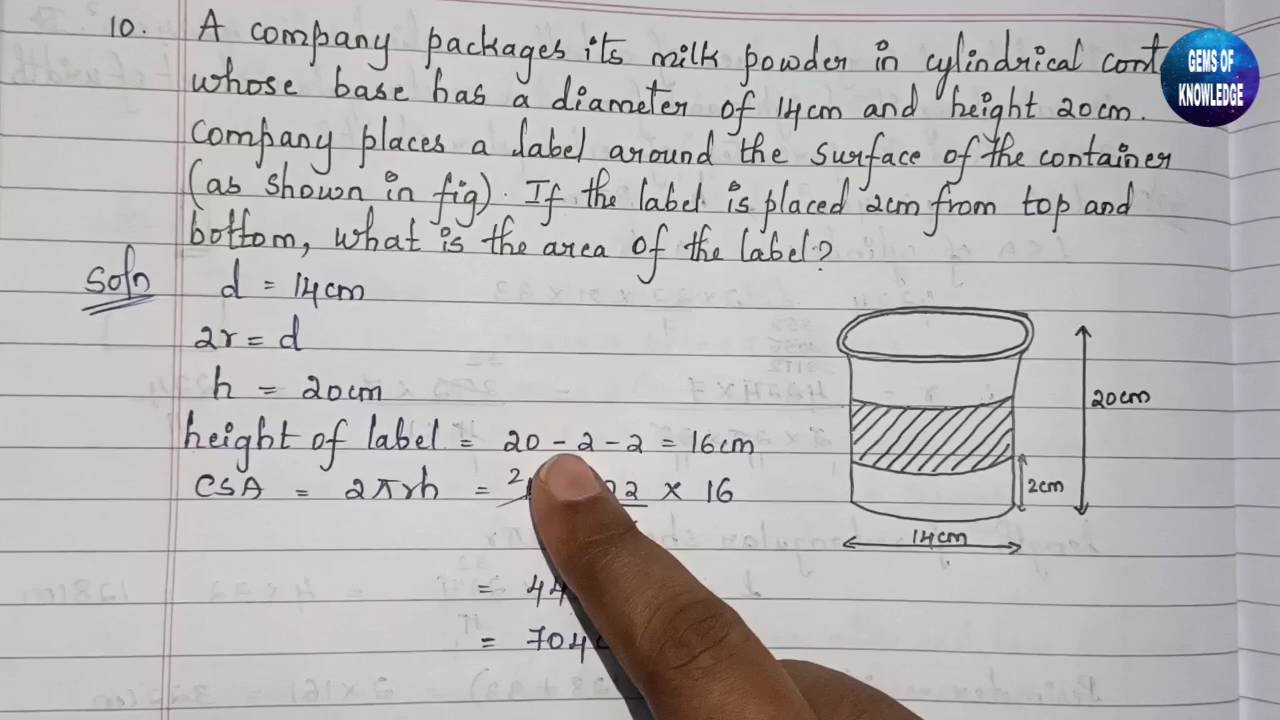 10. A company packages its milk powder in cylindrical
whose base has a diameter of 14cm and height 20cm.
company places a label around the surface of the container
(as shown in fig). If the label is placed 2cm from top and
bottom, what is the area of the label?
Soln d = 14cm
2r = d
h = 20cm
height of label = 20 - 2 - 2 = 16cm
CSA = 2πrh = 22 × 16
= 44
= 704
20cm
2cm
14cm
GEMS OF
KNOWLEDGE